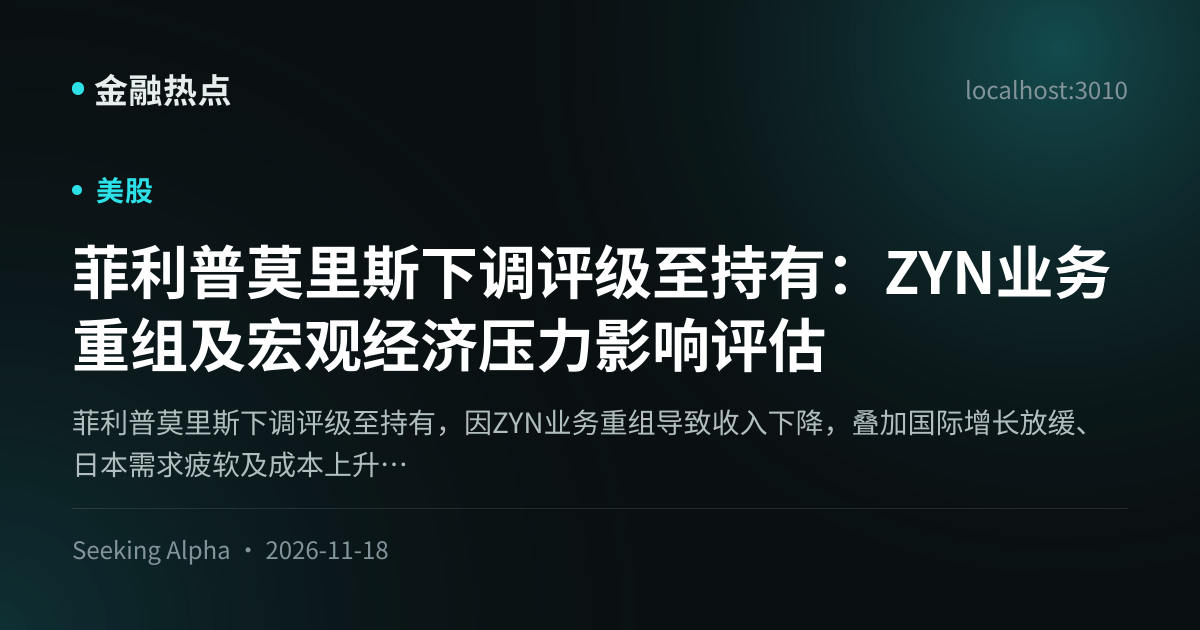 金融热点
localhost:3010
美股
菲利普莫里斯下调评级至持有：ZYN业务
重组及宏观经济压力影响评估
菲利普莫里斯下调评级至持有，因ZYN业务重组导致收入下降，叠加国际增长放缓、
日本需求疲软及成本上升…
Seeking Alpha · 2026-11-18